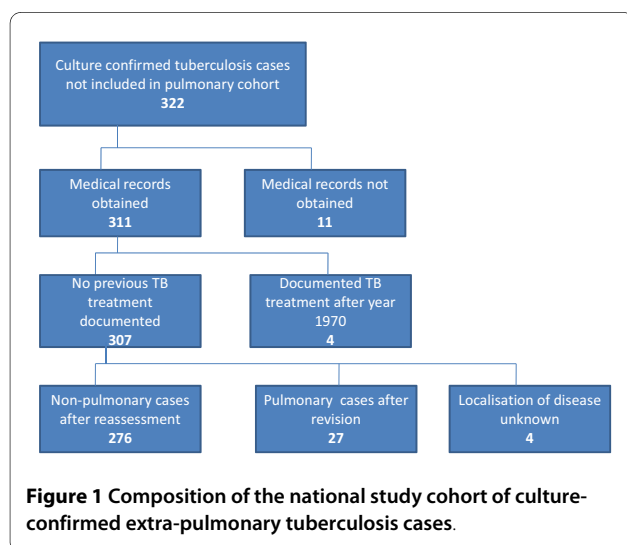 Culture confirmed tuberculosis cases
not included in pulmonary cohort
322
Medical records
obtained
311
Medical records not
obtained
11
No previous TB
treatment
documented
307
Documented TB
treatment after year
1970
4
Non-pulmonary cases
after reassessment
276
Pulmonary cases after
revision
27
Localisation of disease
unknown
4
Figure 1 Composition of the national study cohort of culture-
confirmed extra-pulmonary tuberculosis cases.